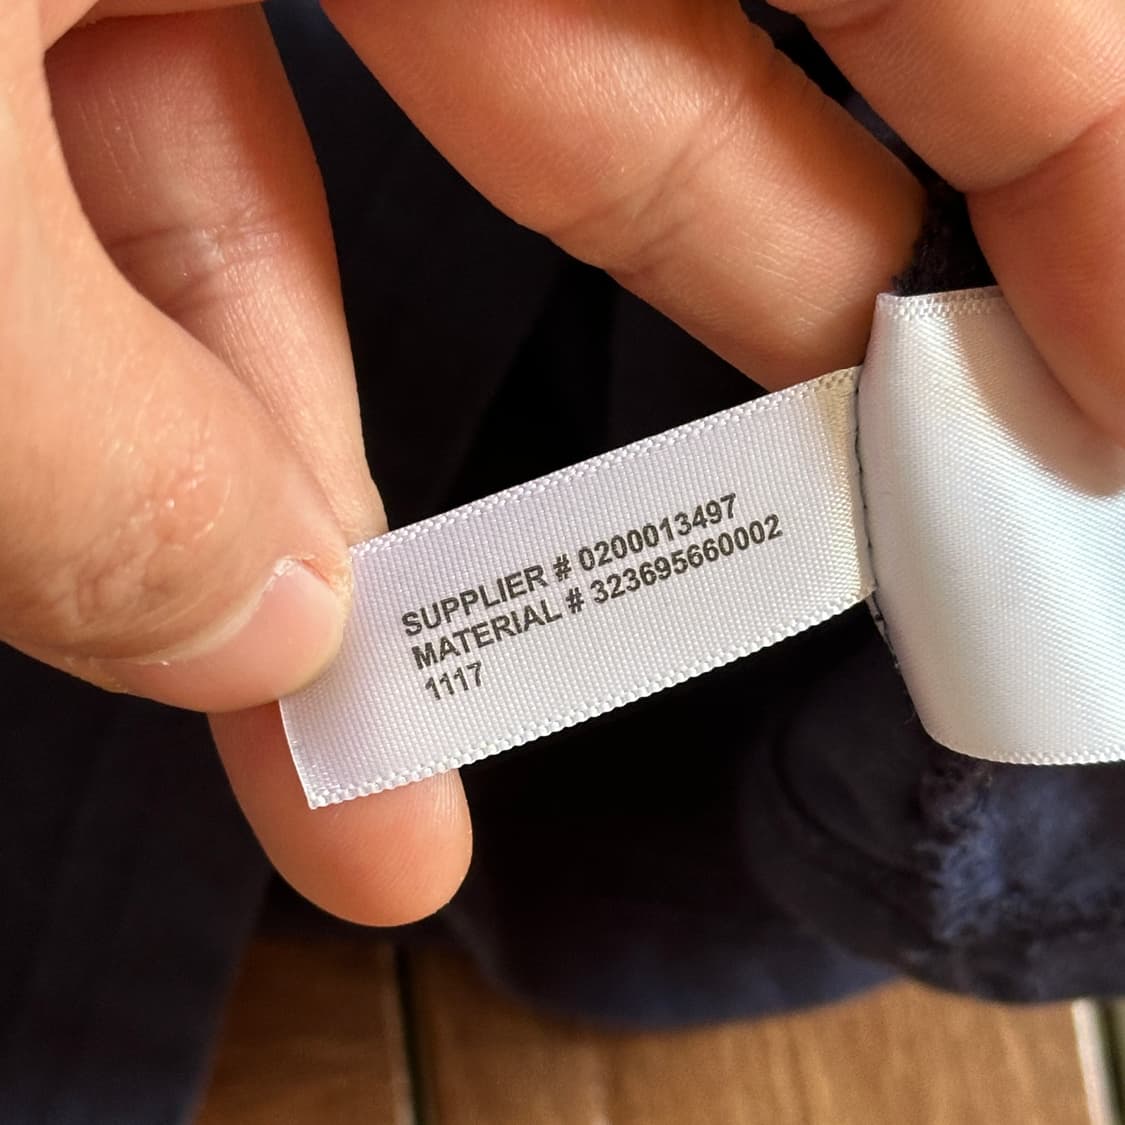 SUPPLIER # 0200013497
MATERIAL # 323695660002
1117